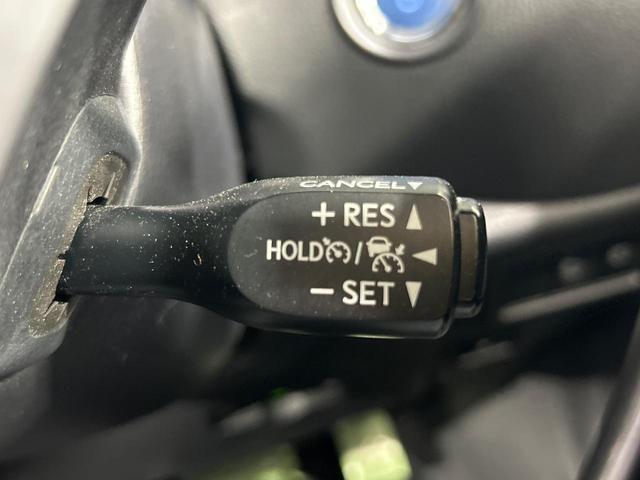 CANCEL▼
+ RES ▲
HOLD / ◀
− SET ▼